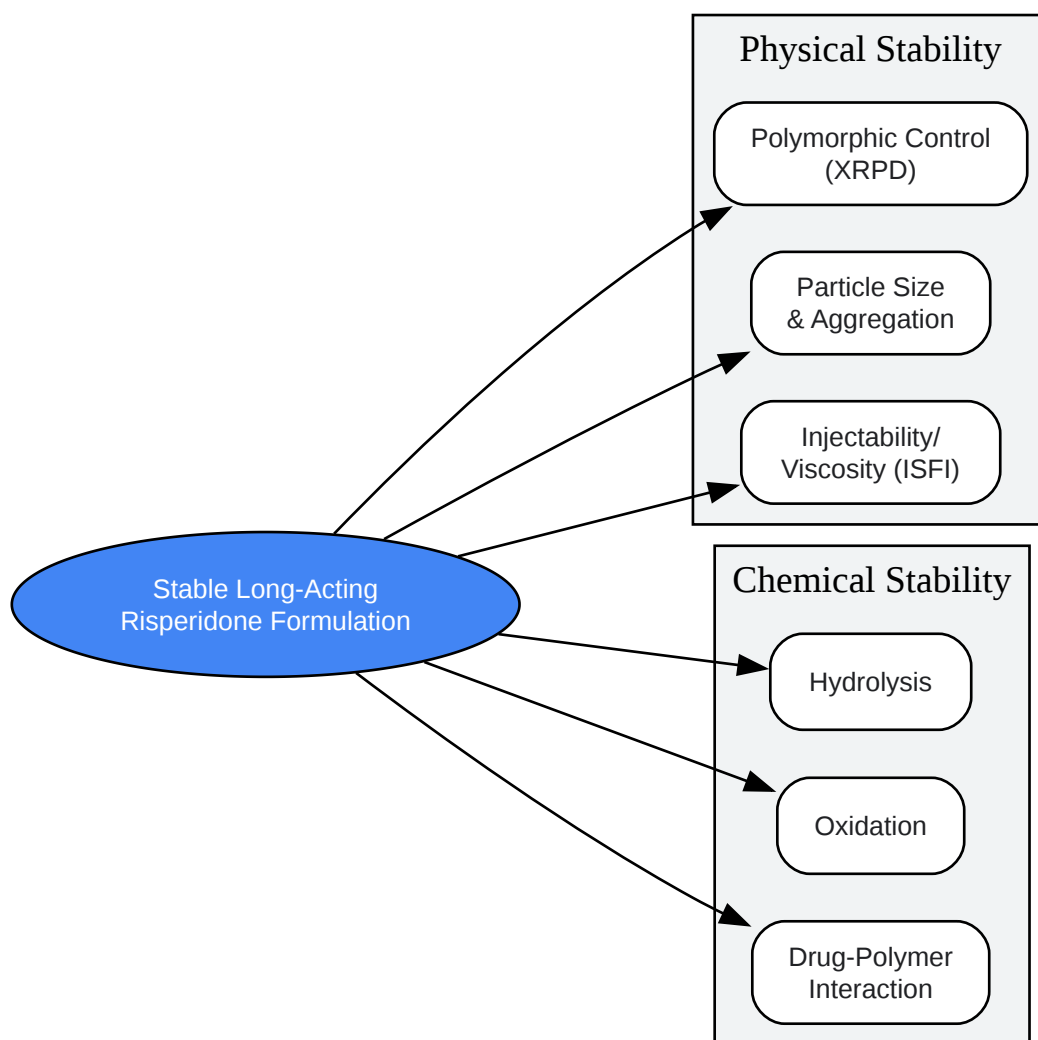 Physical Stability
Polymorphic Control
(XRPD)
Particle Size
& Aggregation
Injectability/
Viscosity (ISFI)
Stable Long-Acting
Risperidone Formulation
Chemical Stability
Hydrolysis
Oxidation
Drug-Polymer
Interaction